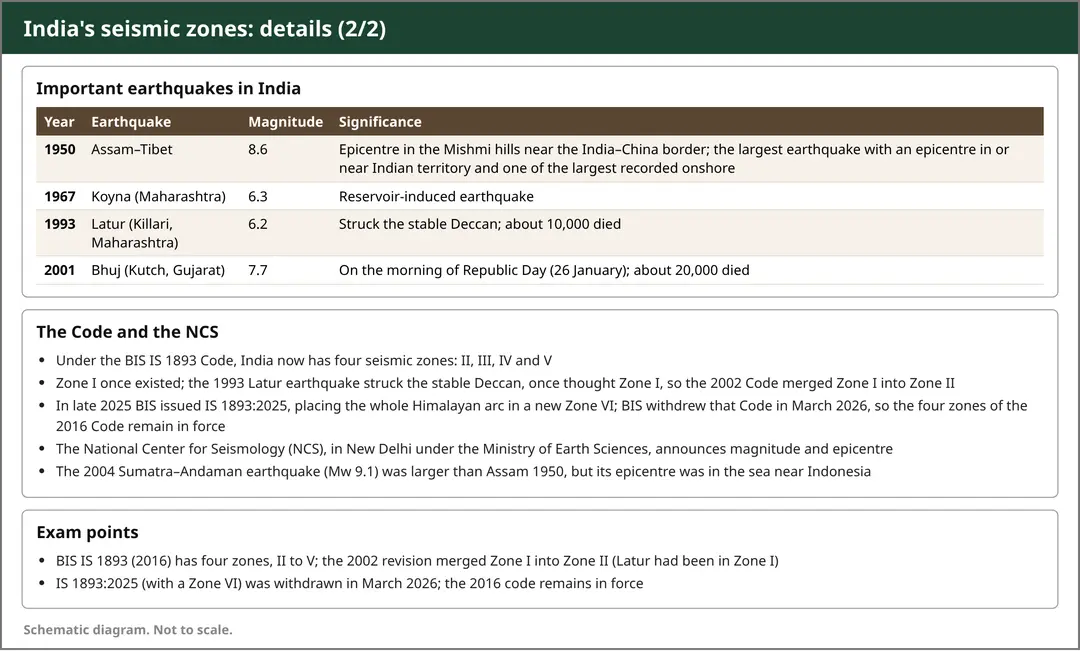 India's seismic zones: details (2/2)
Important earthquakes in India
Year Earthquake Magnitude Significance
1950 Assam–Tibet 8.6 Epicentre in the Mishmi hills near the India–China border; the largest earthquake with an epicentre in or
near Indian territory and one of the largest recorded onshore
1967 Koyna (Maharashtra) 6.3 Reservoir-induced earthquake
1993 Latur (Killari, 6.2 Struck the stable Deccan; about 10,000 died
Maharashtra)
2001 Bhuj (Kutch, Gujarat) 7.7 On the morning of Republic Day (26 January); about 20,000 died
The Code and the NCS
• Under the BIS IS 1893 Code, India now has four seismic zones: II, III, IV and V
• Zone I once existed; the 1993 Latur earthquake struck the stable Deccan, once thought Zone I, so the 2002 Code merged Zone I into Zone II
• In late 2025 BIS issued IS 1893:2025, placing the whole Himalayan arc in a new Zone VI; BIS withdrew that Code in March 2026, so the four zones of the
2016 Code remain in force
• The National Center for Seismology (NCS), in New Delhi under the Ministry of Earth Sciences, announces magnitude and epicentre
• The 2004 Sumatra–Andaman earthquake (Mw 9.1) was larger than Assam 1950, but its epicentre was in the sea near Indonesia
Exam points
• BIS IS 1893 (2016) has four zones, II to V; the 2002 revision merged Zone I into Zone II (Latur had been in Zone I)
• IS 1893:2025 (with a Zone VI) was withdrawn in March 2026; the 2016 code remains in force
Schematic diagram. Not to scale.